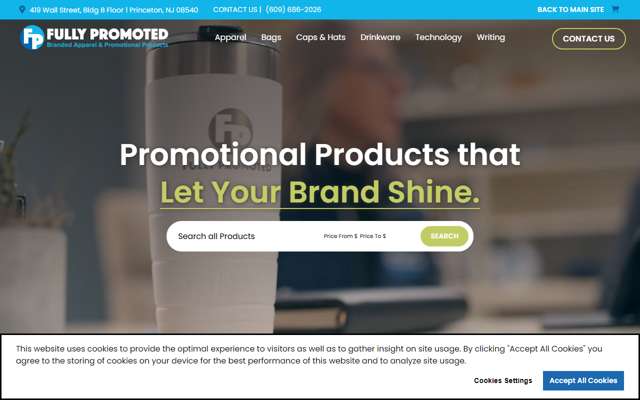 419 Wall Street, Bldg B Floor 1 Princeton, NJ 08540
CONTACT US | (609) 686-2026
BACK TO MAIN SITE
FP FULLY PROMOTED
Branded Apparel & Promotional Products
Apparel Bags Caps & Hats Drinkware Technology Writing
CONTACT US
FP
FULLY PROMOTED
Promotional Products that
Let Your Brand Shine.
Search all Products Price From $ Price To $ SEARCH
This website uses cookies to provide the optimal experience to visitors as well as to gather insight on site usage. By clicking "Accept All Cookies" you
agree to the storing of cookies on your device for the best performance of this website and to analyze site usage.
Cookies Settings Accept All Cookies